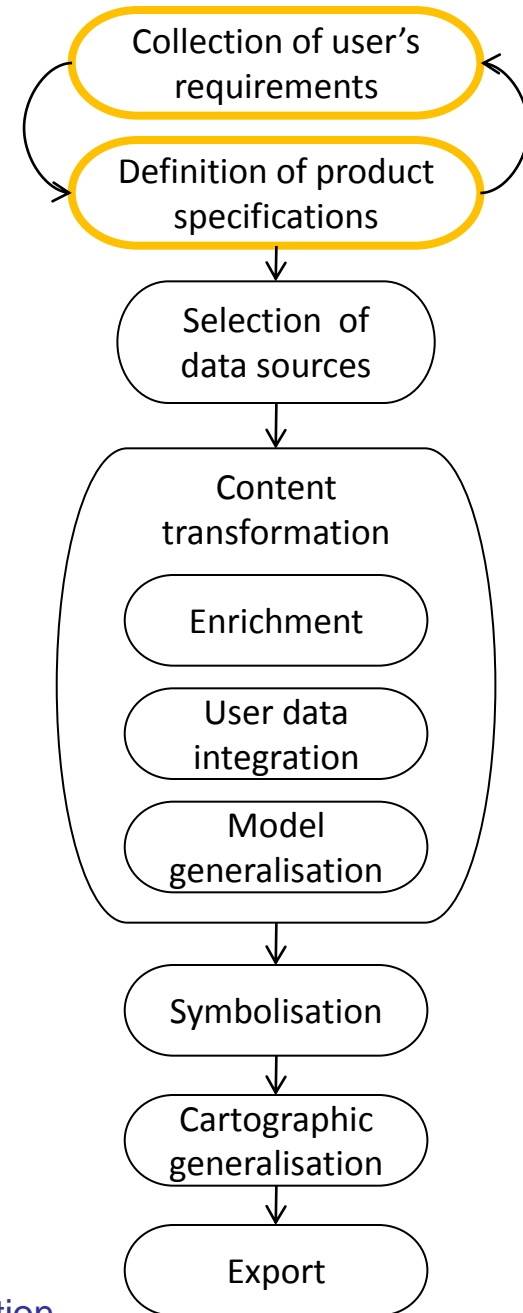 Collection of user's
requirements
Definition of product
specifications
Selection of
data sources
Content
transformation
Enrichment
User data
integration
Model
generalisation
Symbolisation
Cartographic
generalisation
Export